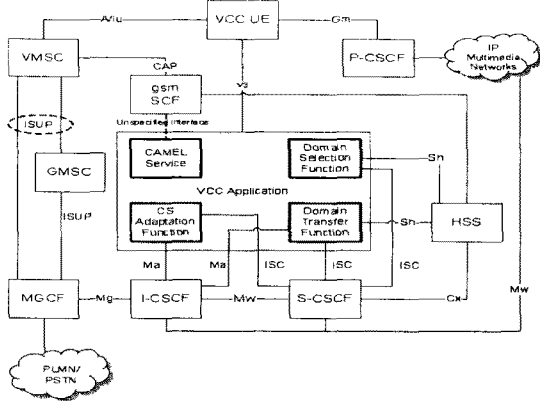 A/Iu
VCC UE
Gm
VMSC
P-CSCF
IP
Multimedia
Networks
CAP
gsm
SCF
V3
ISUP
Unspecified Interface
CAMEL
Service
Domain
Selection
Function
Sh
GMSC
VCC Application
ISUP
CS
Adaptation
Function
Domain
Transfer
Function
Sh
HSS
Ma
Ma
ISC
ISC
ISC
MGCF
Mg
I-CSCF
Mw
S-CSCF
Cx
Mw
PLMN/
PSTN